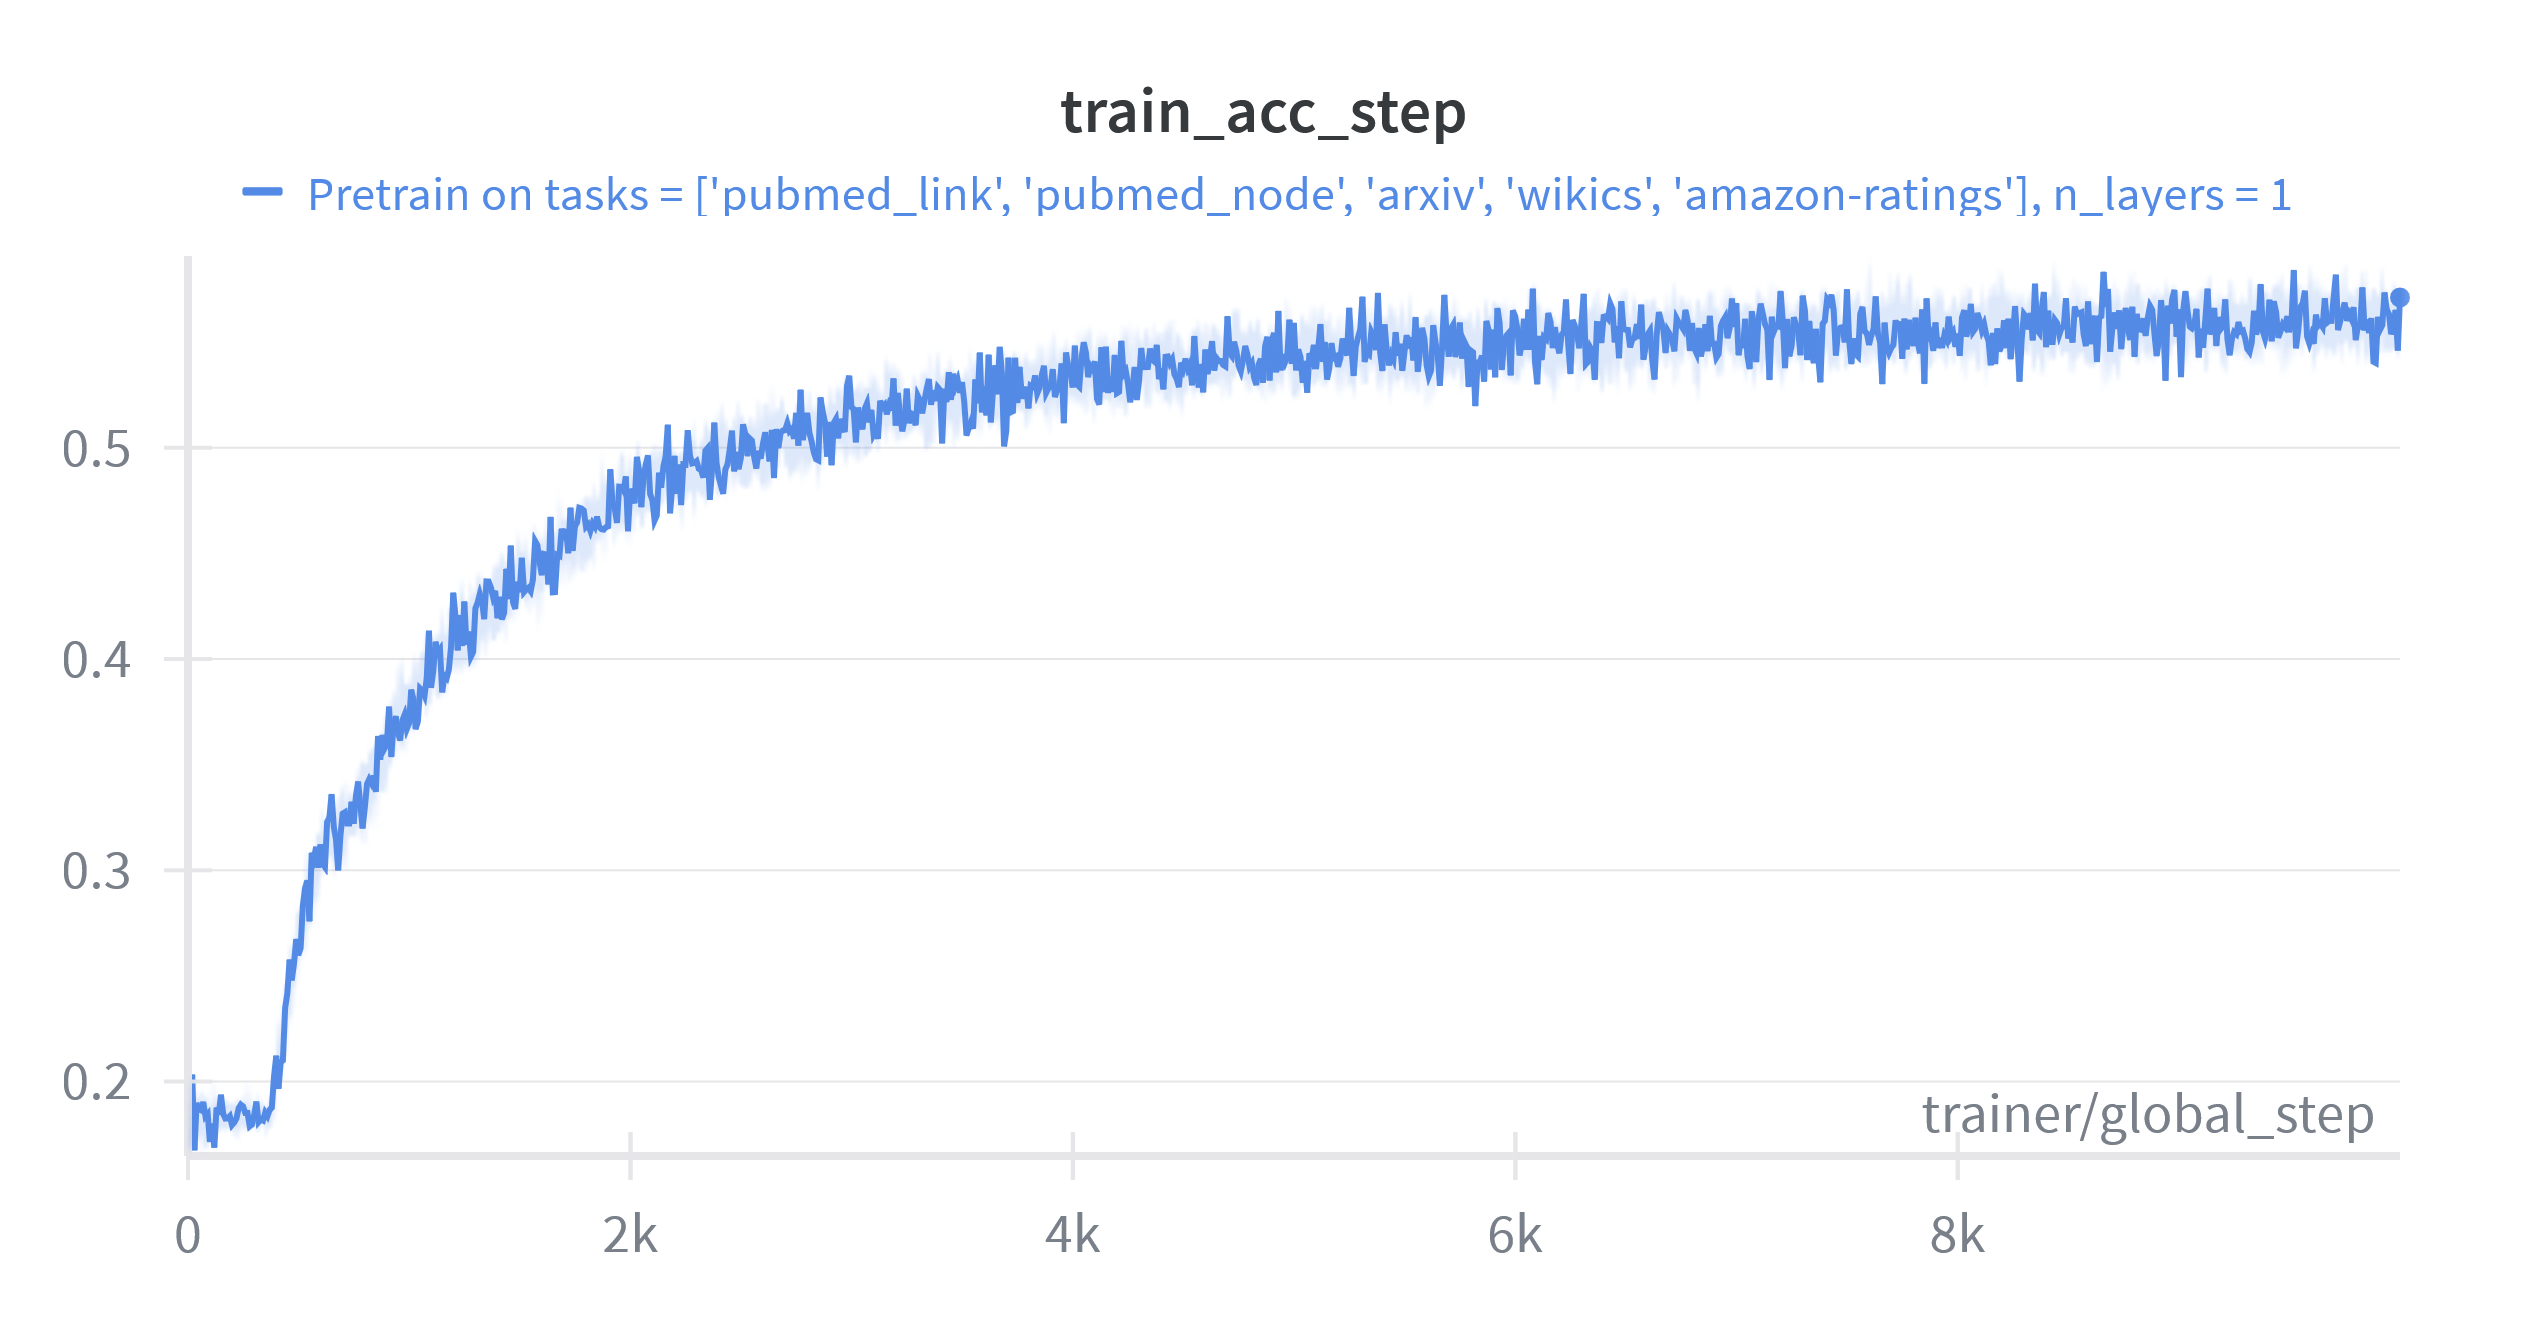 train_acc_step
Pretrain on tasks = ['pubmed_link', 'pubmed_node', 'arxiv', 'wikics', 'amazon-ratings'], n_layers = 1
0.5
0.4
0.3
0.2
trainer/global_step
0 2k 4k 6k 8k